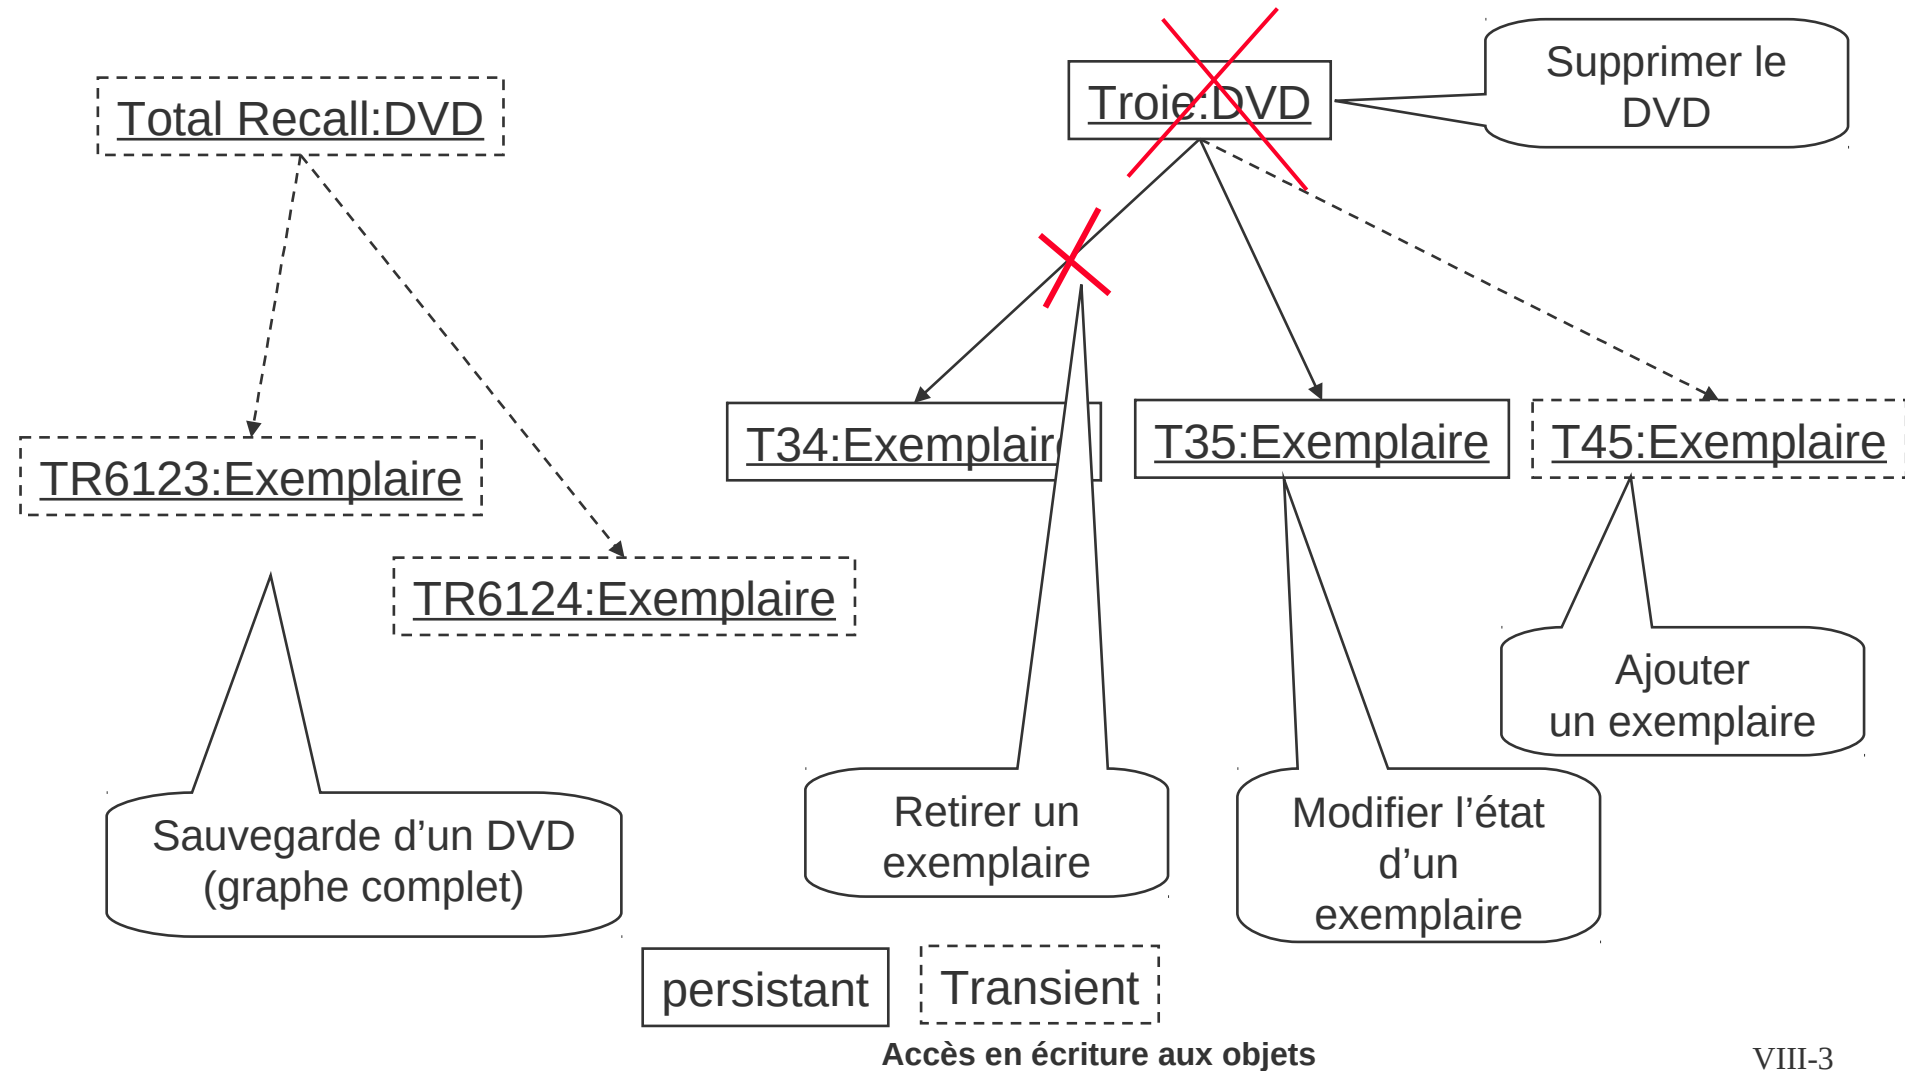 Total Recall:DVD
Troie:DVD
Supprimer le
DVD
TR6123:Exemplaire
TR6124:Exemplaire
T34:Exemplaire
T35:Exemplaire
T45:Exemplaire
Sauvegarde d’un DVD
(graphe complet)
Retirer un
exemplaire
Modifier l’état
d’un
exemplaire
Ajouter
un exemplaire
persistant
Transient
Accès en écriture aux objets
VIII-3